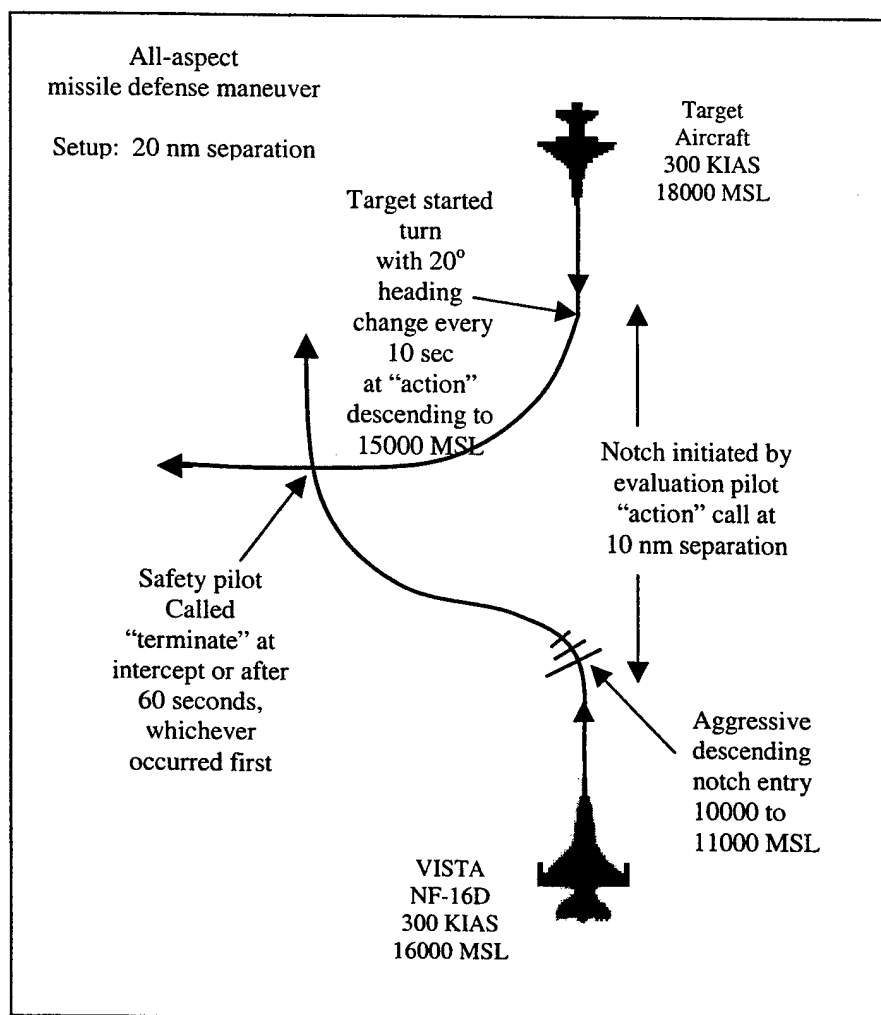 All-aspect
missile defense maneuver
Setup: 20 nm separation
Target
Aircraft
300 KIAS
18000 MSL
Target started
turn
with 20°
heading
change every
10 sec
at “action”
descending to
15000 MSL
Notch initiated by
evaluation pilot
“action” call at
10 nm separation
Safety pilot
Called
“terminate” at
intercept or after
60 seconds,
whichever
occurred first
Aggressive
descending
notch entry
10000 to
11000 MSL
VISTA
NF-16D
300 KIAS
16000 MSL